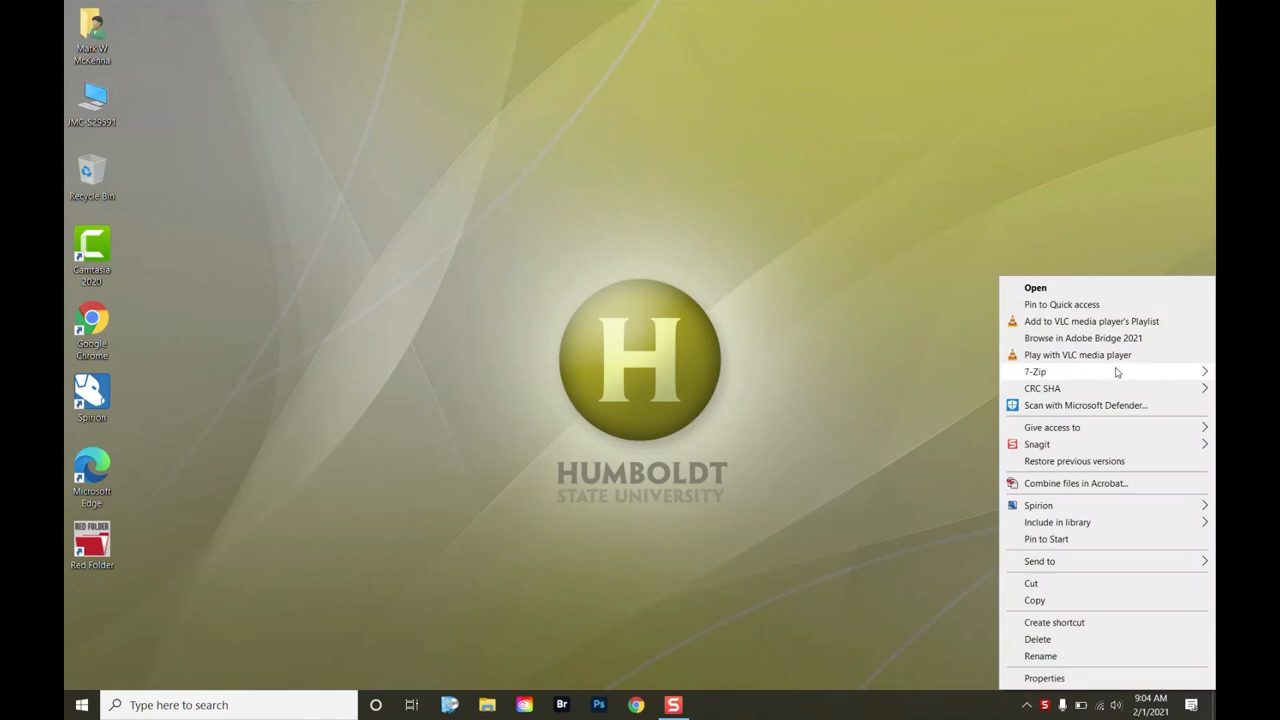 Mark W
McKenna
JMC-S29591
Recycle Bin
Camtasia
2020
Google
Chrome
Spirion
Microsoft
Edge
RED FOLDER
Red Folder
H
HUMBOLDT
STATE UNIVERSITY
Open
Pin to Quick access
Add to VLC media player's Playlist
Browse in Adobe Bridge 2021
Play with VLC media player
7-Zip
CRC SHA
Scan with Microsoft Defender...
Give access to
Snagit
Restore previous versions
Combine files in Acrobat...
Spirion
Include in library
Pin to Start
Send to
Cut
Copy
Create shortcut
Delete
Rename
Properties
Type here to search
Br
Ps
S
S
9:04 AM
2/1/2021